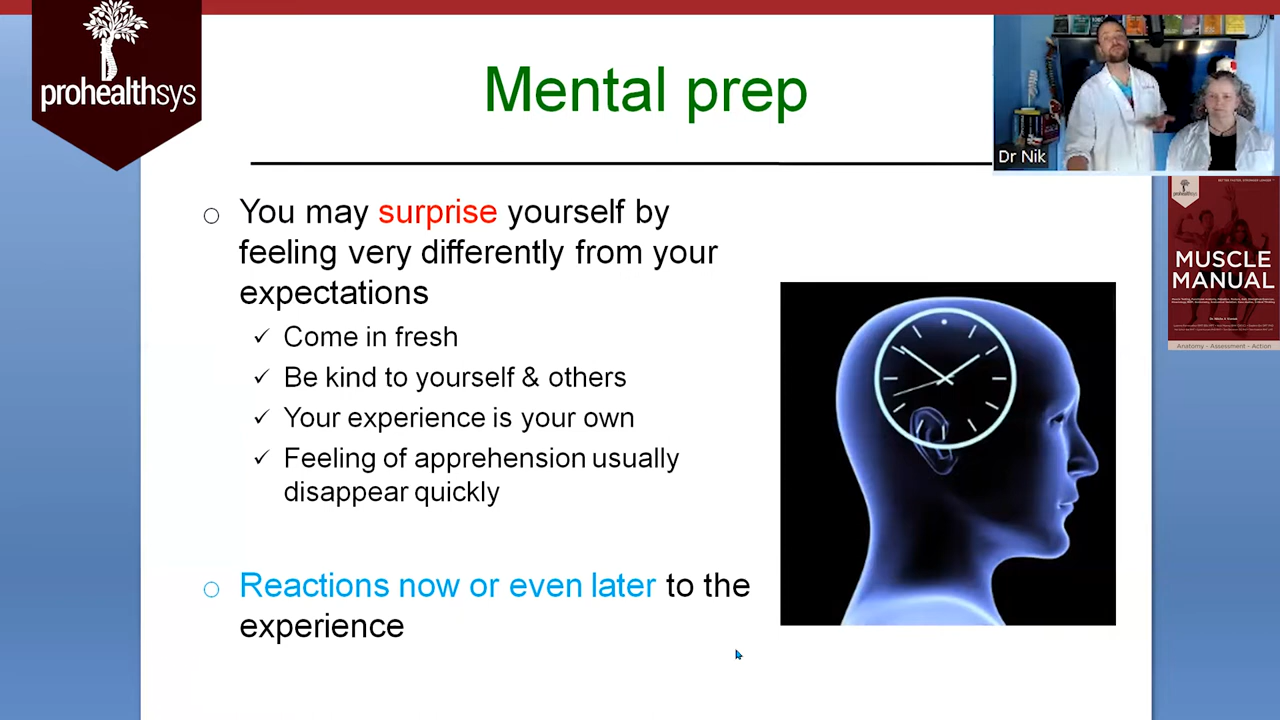 prohealthsys
Mental prep
Dr Nik
You may surprise yourself by
feeling very differently from your
expectations
Come in fresh
Be kind to yourself & others
Your experience is your own
Feeling of apprehension usually
disappear quickly
Reactions now or even later to the
experience
MUSCLE
MANUAL
Anatomy - Assessment - Action